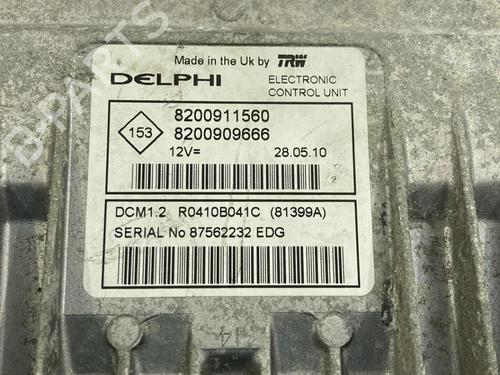 Made in the Uk by TRW
DELPHI
ELECTRONIC
CONTROL UNIT
153
8200911560
8200909666
12V= 28.05.10
DCM1.2 R0410B041C (81399A)
SERIAL No 87562232 EDG
B-PARTS